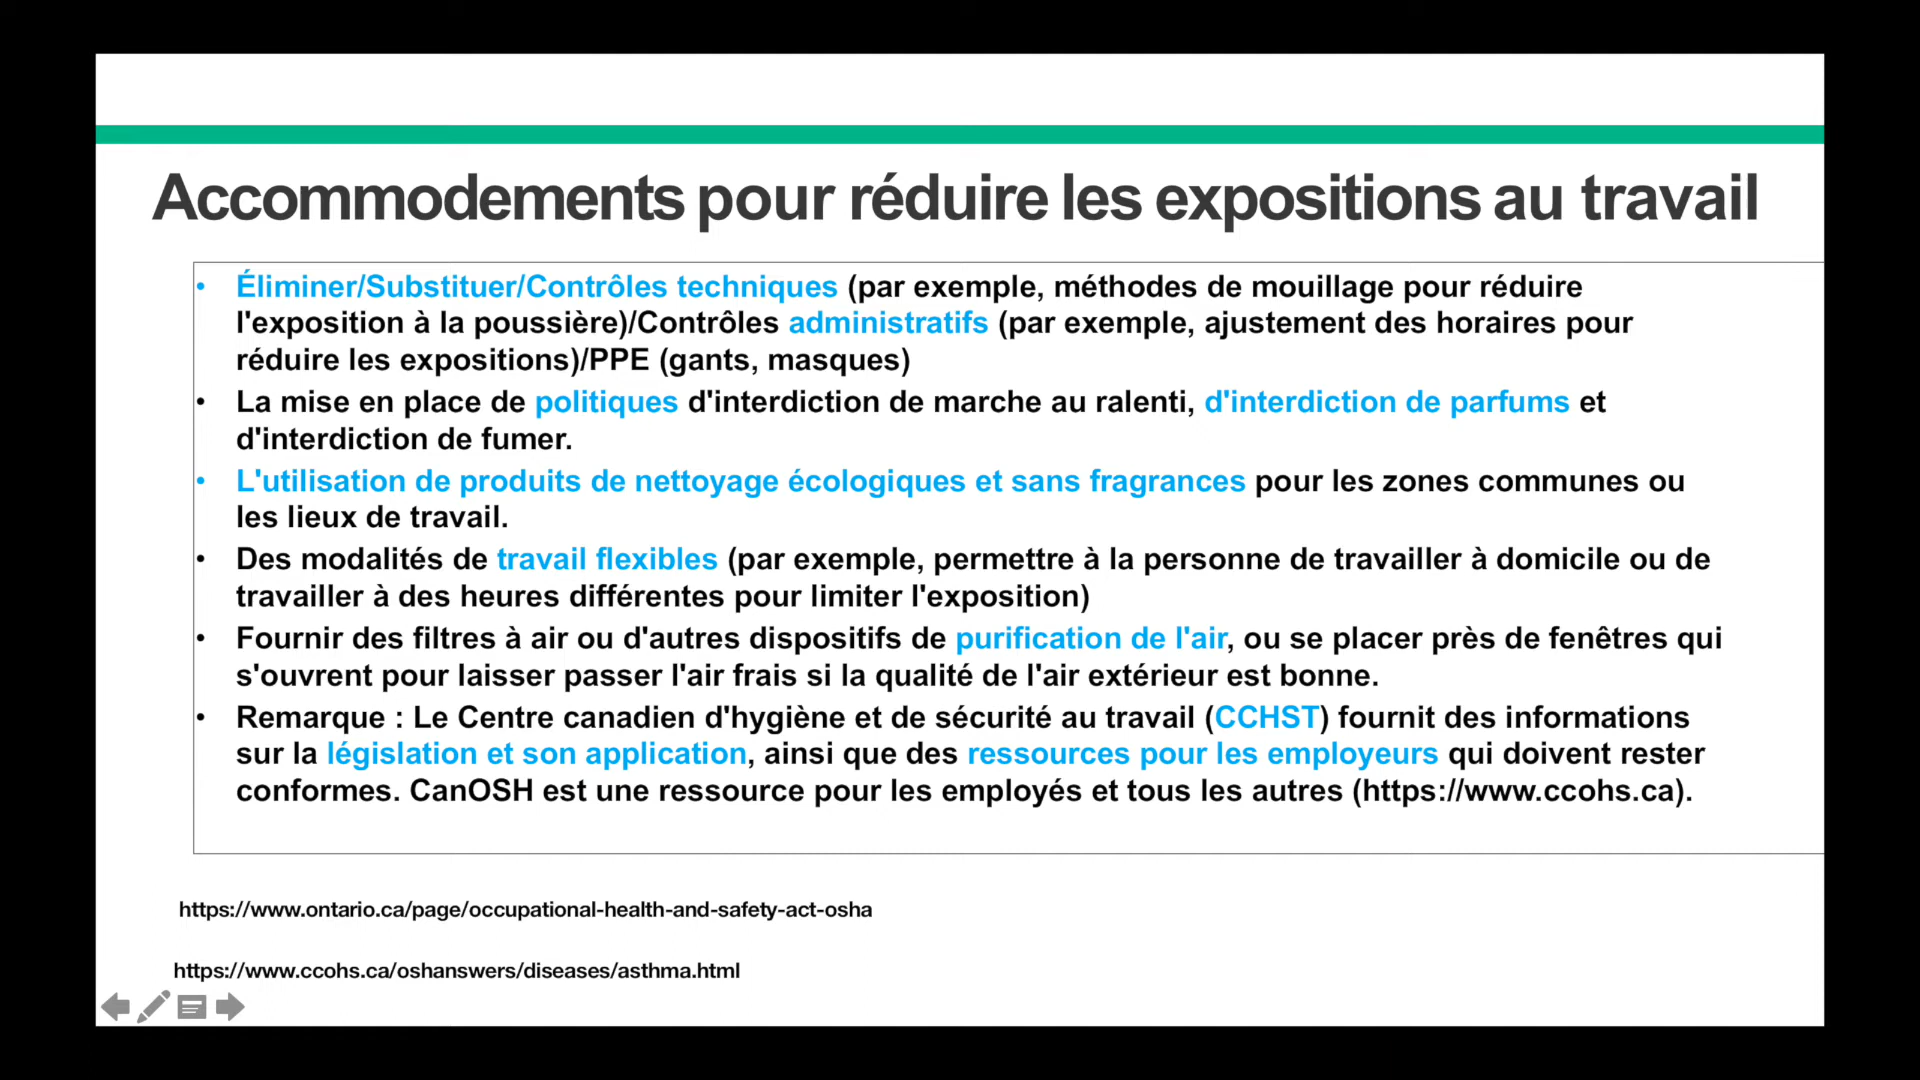 Accommodements pour réduire les expositions au travail
• Éliminer/Substituer/Contrôles techniques (par exemple, méthodes de mouillage pour réduire
l'exposition à la poussière)/Contrôles administratifs (par exemple, ajustement des horaires pour
réduire les expositions)/PPE (gants, masques)
• La mise en place de politiques d'interdiction de marche au ralenti, d'interdiction de parfums et
d'interdiction de fumer.
• L'utilisation de produits de nettoyage écologiques et sans fragrances pour les zones communes ou
les lieux de travail.
• Des modalités de travail flexibles (par exemple, permettre à la personne de travailler à domicile ou de
travailler à des heures différentes pour limiter l'exposition)
• Fournir des filtres à air ou d'autres dispositifs de purification de l'air, ou se placer près de fenêtres qui
s'ouvrent pour laisser passer l'air frais si la qualité de l'air extérieur est bonne.
• Remarque : Le Centre canadien d'hygiène et de sécurité au travail (CCHST) fournit des informations
sur la législation et son application, ainsi que des ressources pour les employeurs qui doivent rester
conformes. CanOSH est une ressource pour les employés et tous les autres (https://www.ccohs.ca).
https://www.ontario.ca/page/occupational-health-and-safety-act-osha
https://www.ccohs.ca/oshanswers/diseases/asthma.html